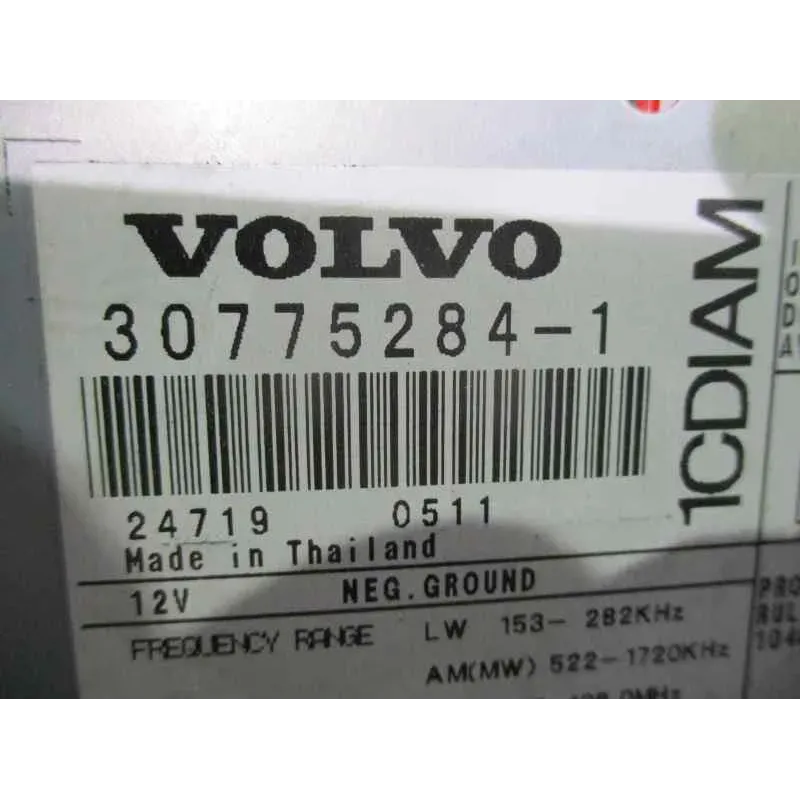 VOLVO
30775284-1
24719 0511
Made in Thailand
12V NEG.GROUND
FREQUENCY RANGE LW 153- 282KHz
AM(MW) 522-1720KHz
1CDIAM